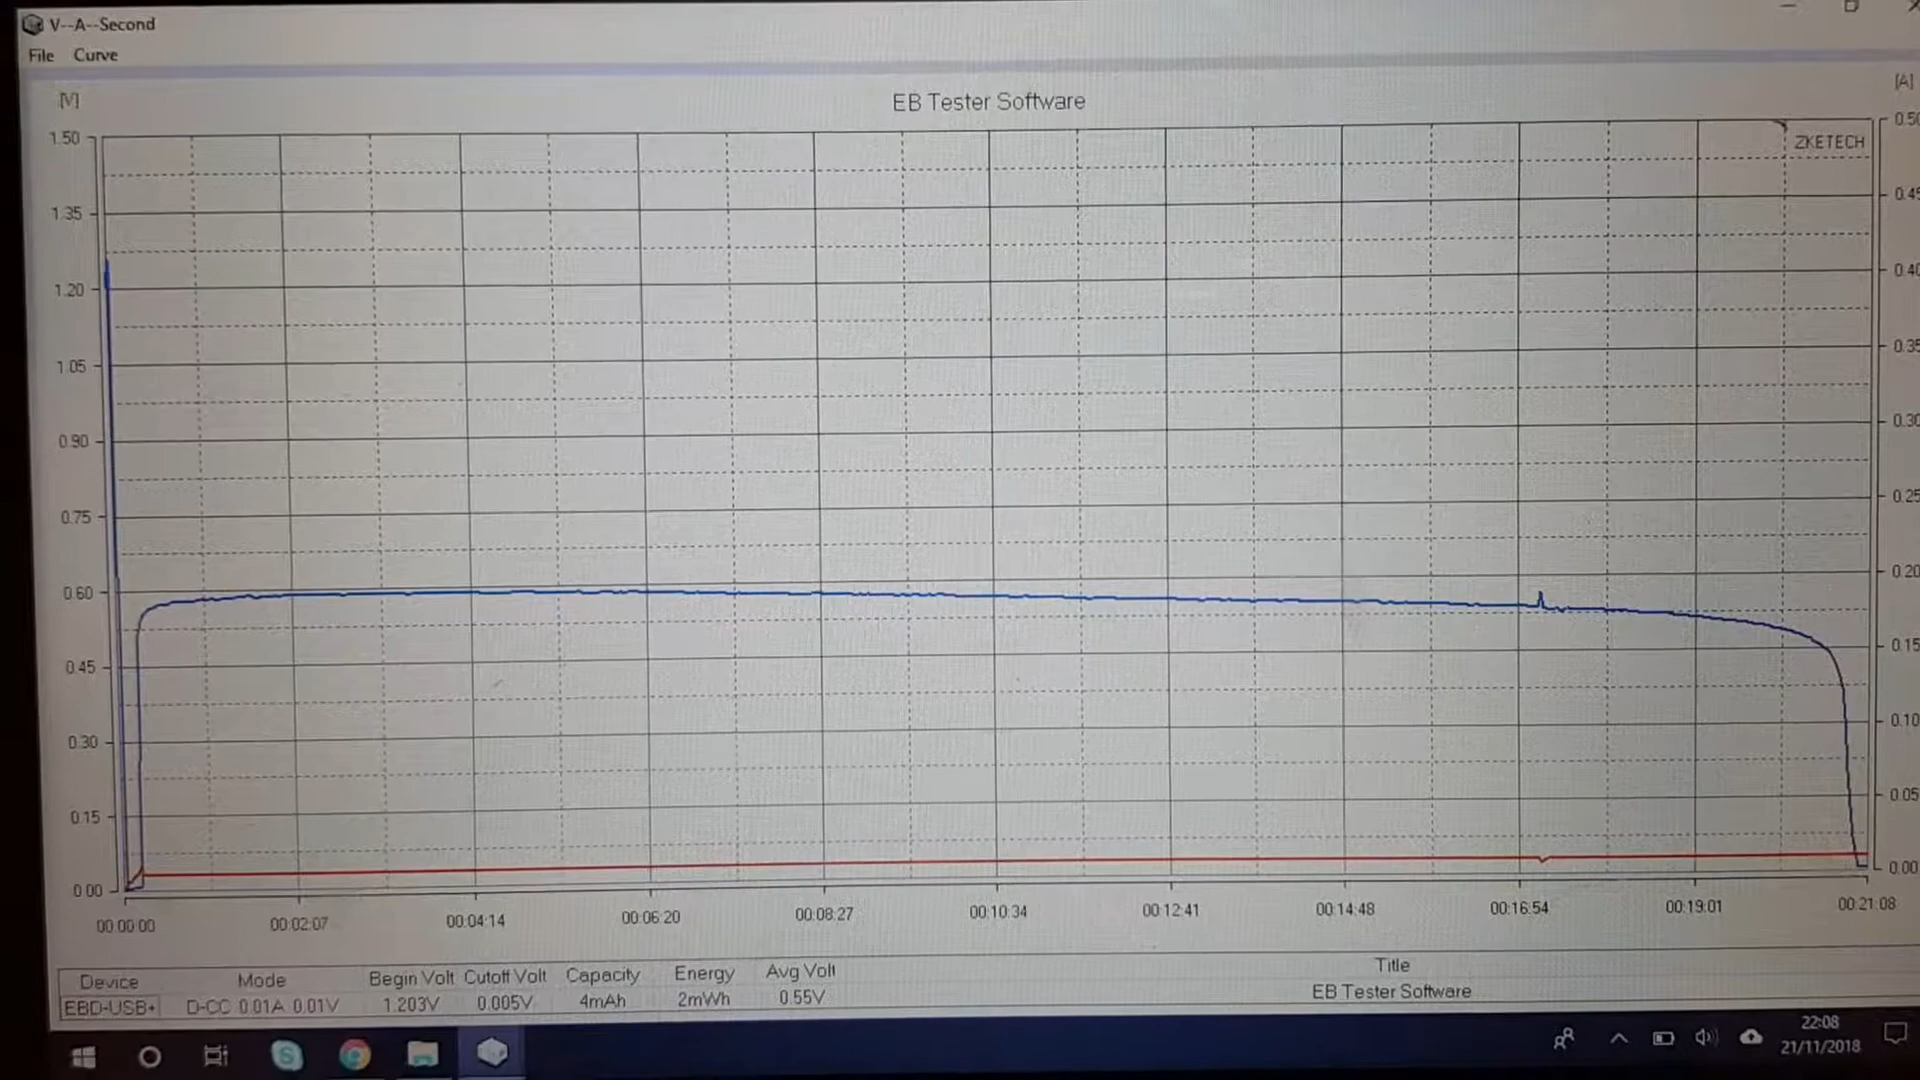 V--A--Second
File Curve
[V]
EB Tester Software
[A]
ZKETECH
1.50
1.35
1.20
1.05
0.90
0.75
0.60
0.45
0.30
0.15
0.00
0.50
0.45
0.40
0.35
0.30
0.25
0.20
0.15
0.10
0.05
0.00
00:00:00 00:02:07 00:04:14 00:06:20 00:08:27 00:10:34 00:12:41 00:14:48 00:16:54 00:19:01 00:21:08
Device Mode Begin Volt Cutoff Volt Capacity Energy Avg Volt Title
EBD-USB+ D-CC 0.01A 0.01V 1.203V 0.005V 4mAh 2mWh 0.55V EB Tester Software
22:08
21/11/2018